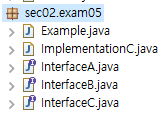 sec02.exam05
Example.java
ImplementationC.java
InterfaceA.java
InterfaceB.java
InterfaceC.java